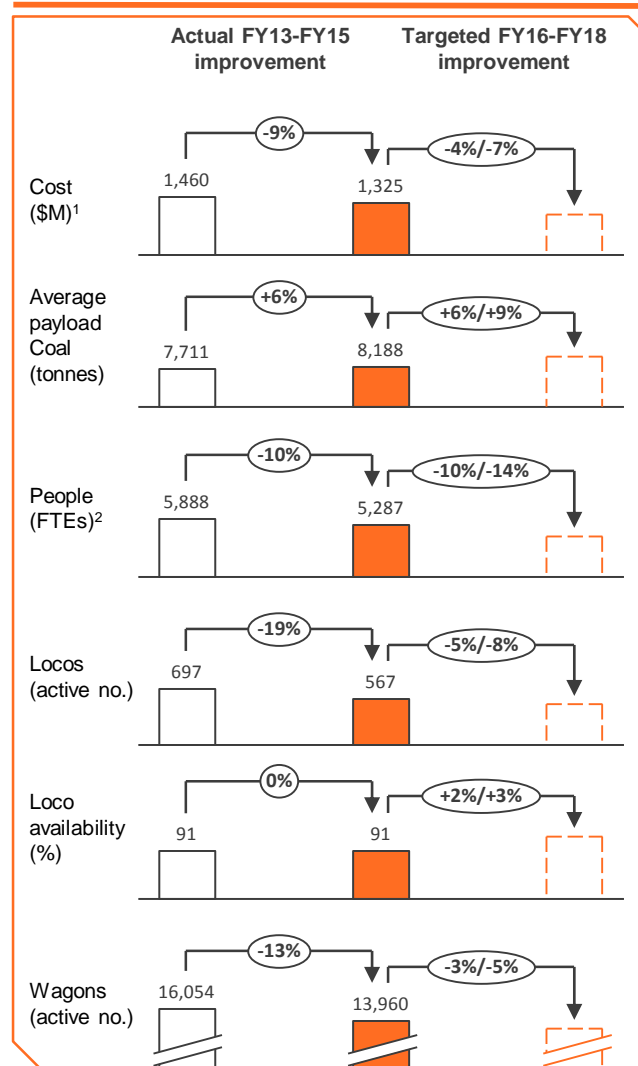 Actual FY13-FY15
improvement
Targeted FY16-FY18
improvement
Cost
($M)1
-9%
-4%/-7%
1,460
1,325
Average
payload
Coal
(tonnes)
+6%
+6%/+9%
7,711
8,188
People
(FTEs)2
-10%
-10%/-14%
5,888
5,287
Locos
(active no.)
-19%
-5%/-8%
697
567
Loco
availability
(%)
0%
+2%/+3%
91
91
Wagons
(active no.)
-13%
-3%/-5%
16,054
13,960